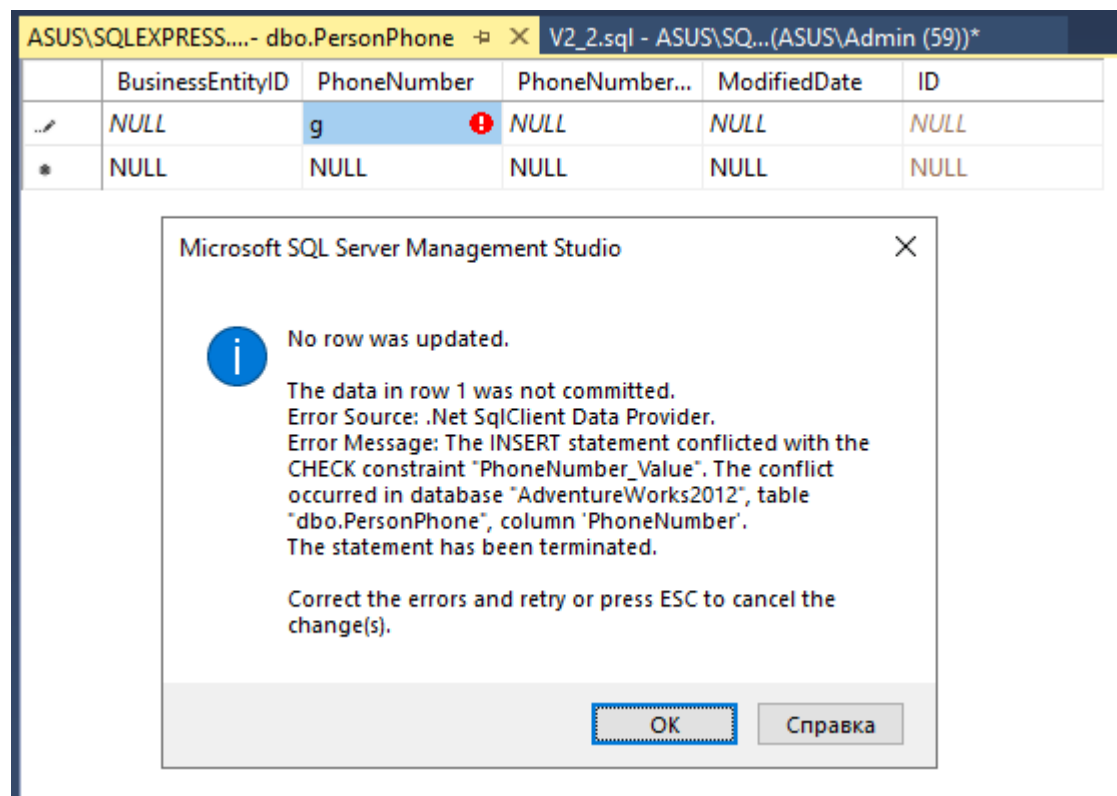 ASUS\SQLEXPRESS....- dbo.PersonPhone V2_2.sql - ASUS\SQ...(ASUS\Admin (59))*
BusinessEntityID PhoneNumber PhoneNumber... ModifiedDate ID
NULL g NULL NULL NULL
NULL NULL NULL NULL NULL
Microsoft SQL Server Management Studio
No row was updated.
The data in row 1 was not committed.
Error Source: .Net SqlClient Data Provider.
Error Message: The INSERT statement conflicted with the
CHECK constraint "PhoneNumber_Value". The conflict
occurred in database "AdventureWorks2012", table
"dbo.PersonPhone", column 'PhoneNumber'.
The statement has been terminated.
Correct the errors and retry or press ESC to cancel the
change(s).
OK Справка